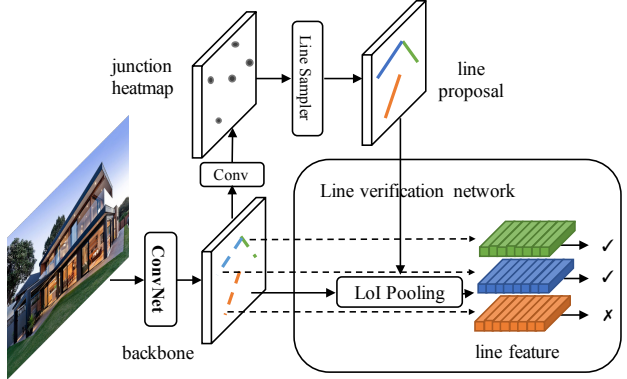 junction
heatmap
Line Sampler
line
proposal
Conv
Line verification network
ConvNet
LoI Pooling
backbone
line feature
✓
✓
✗